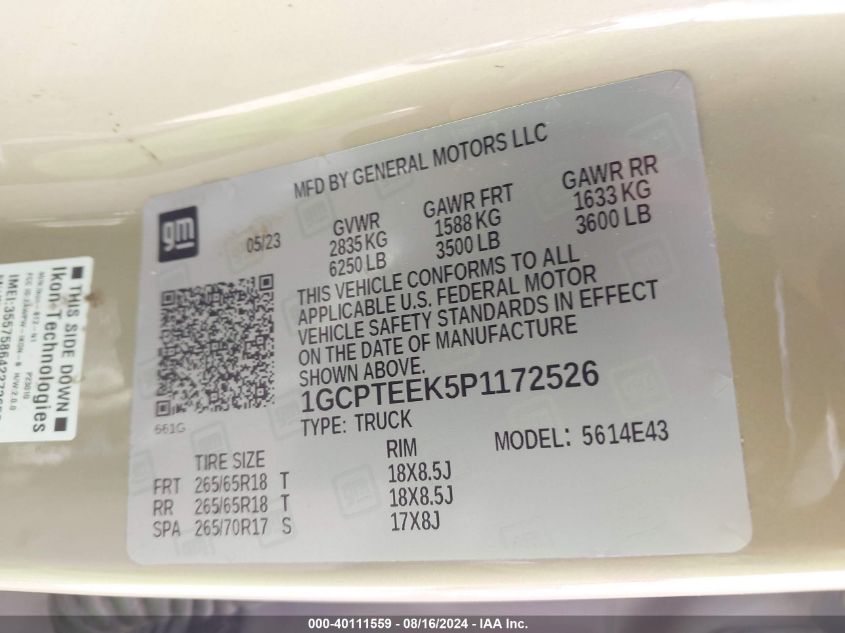 MFD BY GENERAL MOTORS LLC
gm
05/23
GVWR GAWR FRT GAWR RR
2835 KG 1588 KG 1633 KG
6250 LB 3500 LB 3600 LB
THIS VEHICLE CONFORMS TO ALL
APPLICABLE U.S. FEDERAL MOTOR
VEHICLE SAFETY STANDARDS IN EFFECT
ON THE DATE OF MANUFACTURE
SHOWN ABOVE.
1GCPTEEK5P1172526
561G
TYPE: TRUCK MODEL: 5614E43
TIRE SIZE RIM
FRT 265/65R18 T 18X8.5J
RR 265/65R18 T 18X8.5J
SPA 265/70R17 S 17X8J
■ THIS SIDE DOWN ■
Ikon-Technologies
000-40111559 / 08/16/2024 - IAA Inc.